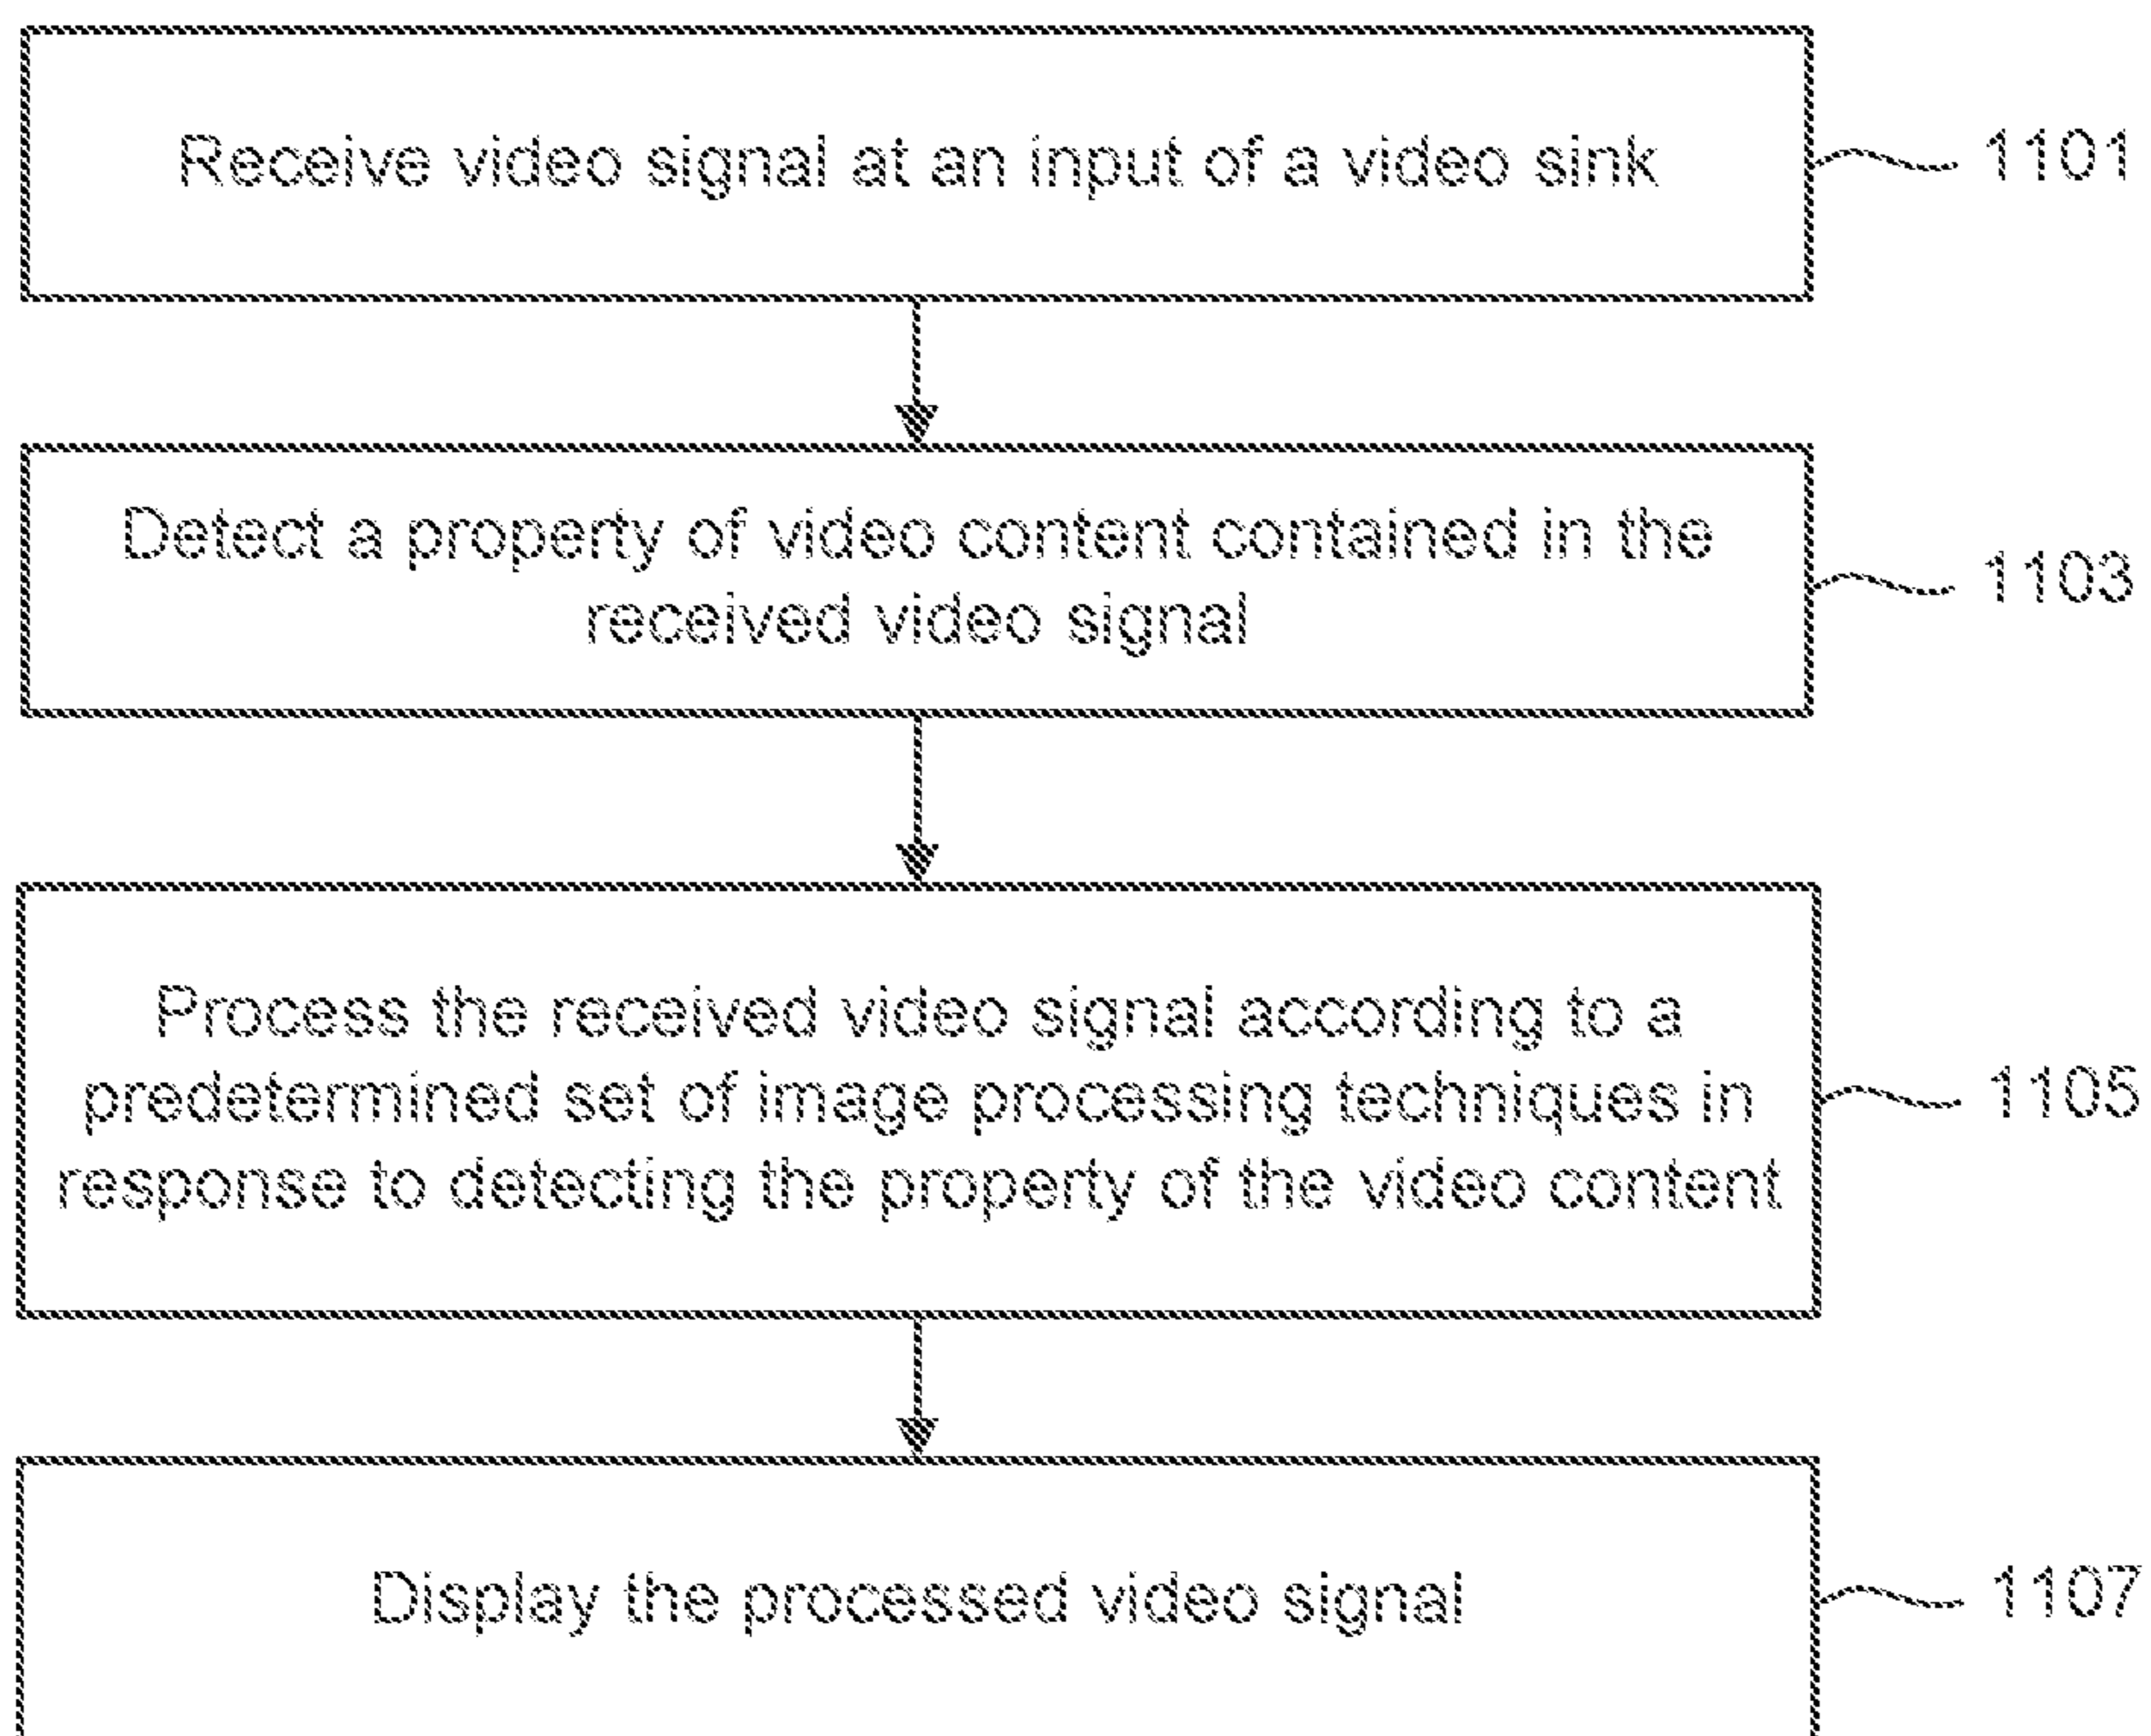 Receive video signal at an input of a video sink
1101
Detect a property of video content contained in the
received video signal
1103
Process the received video signal according to a
predetermined set of image processing techniques in
response to detecting the property of the video content
1105
Display the processed video signal
1107